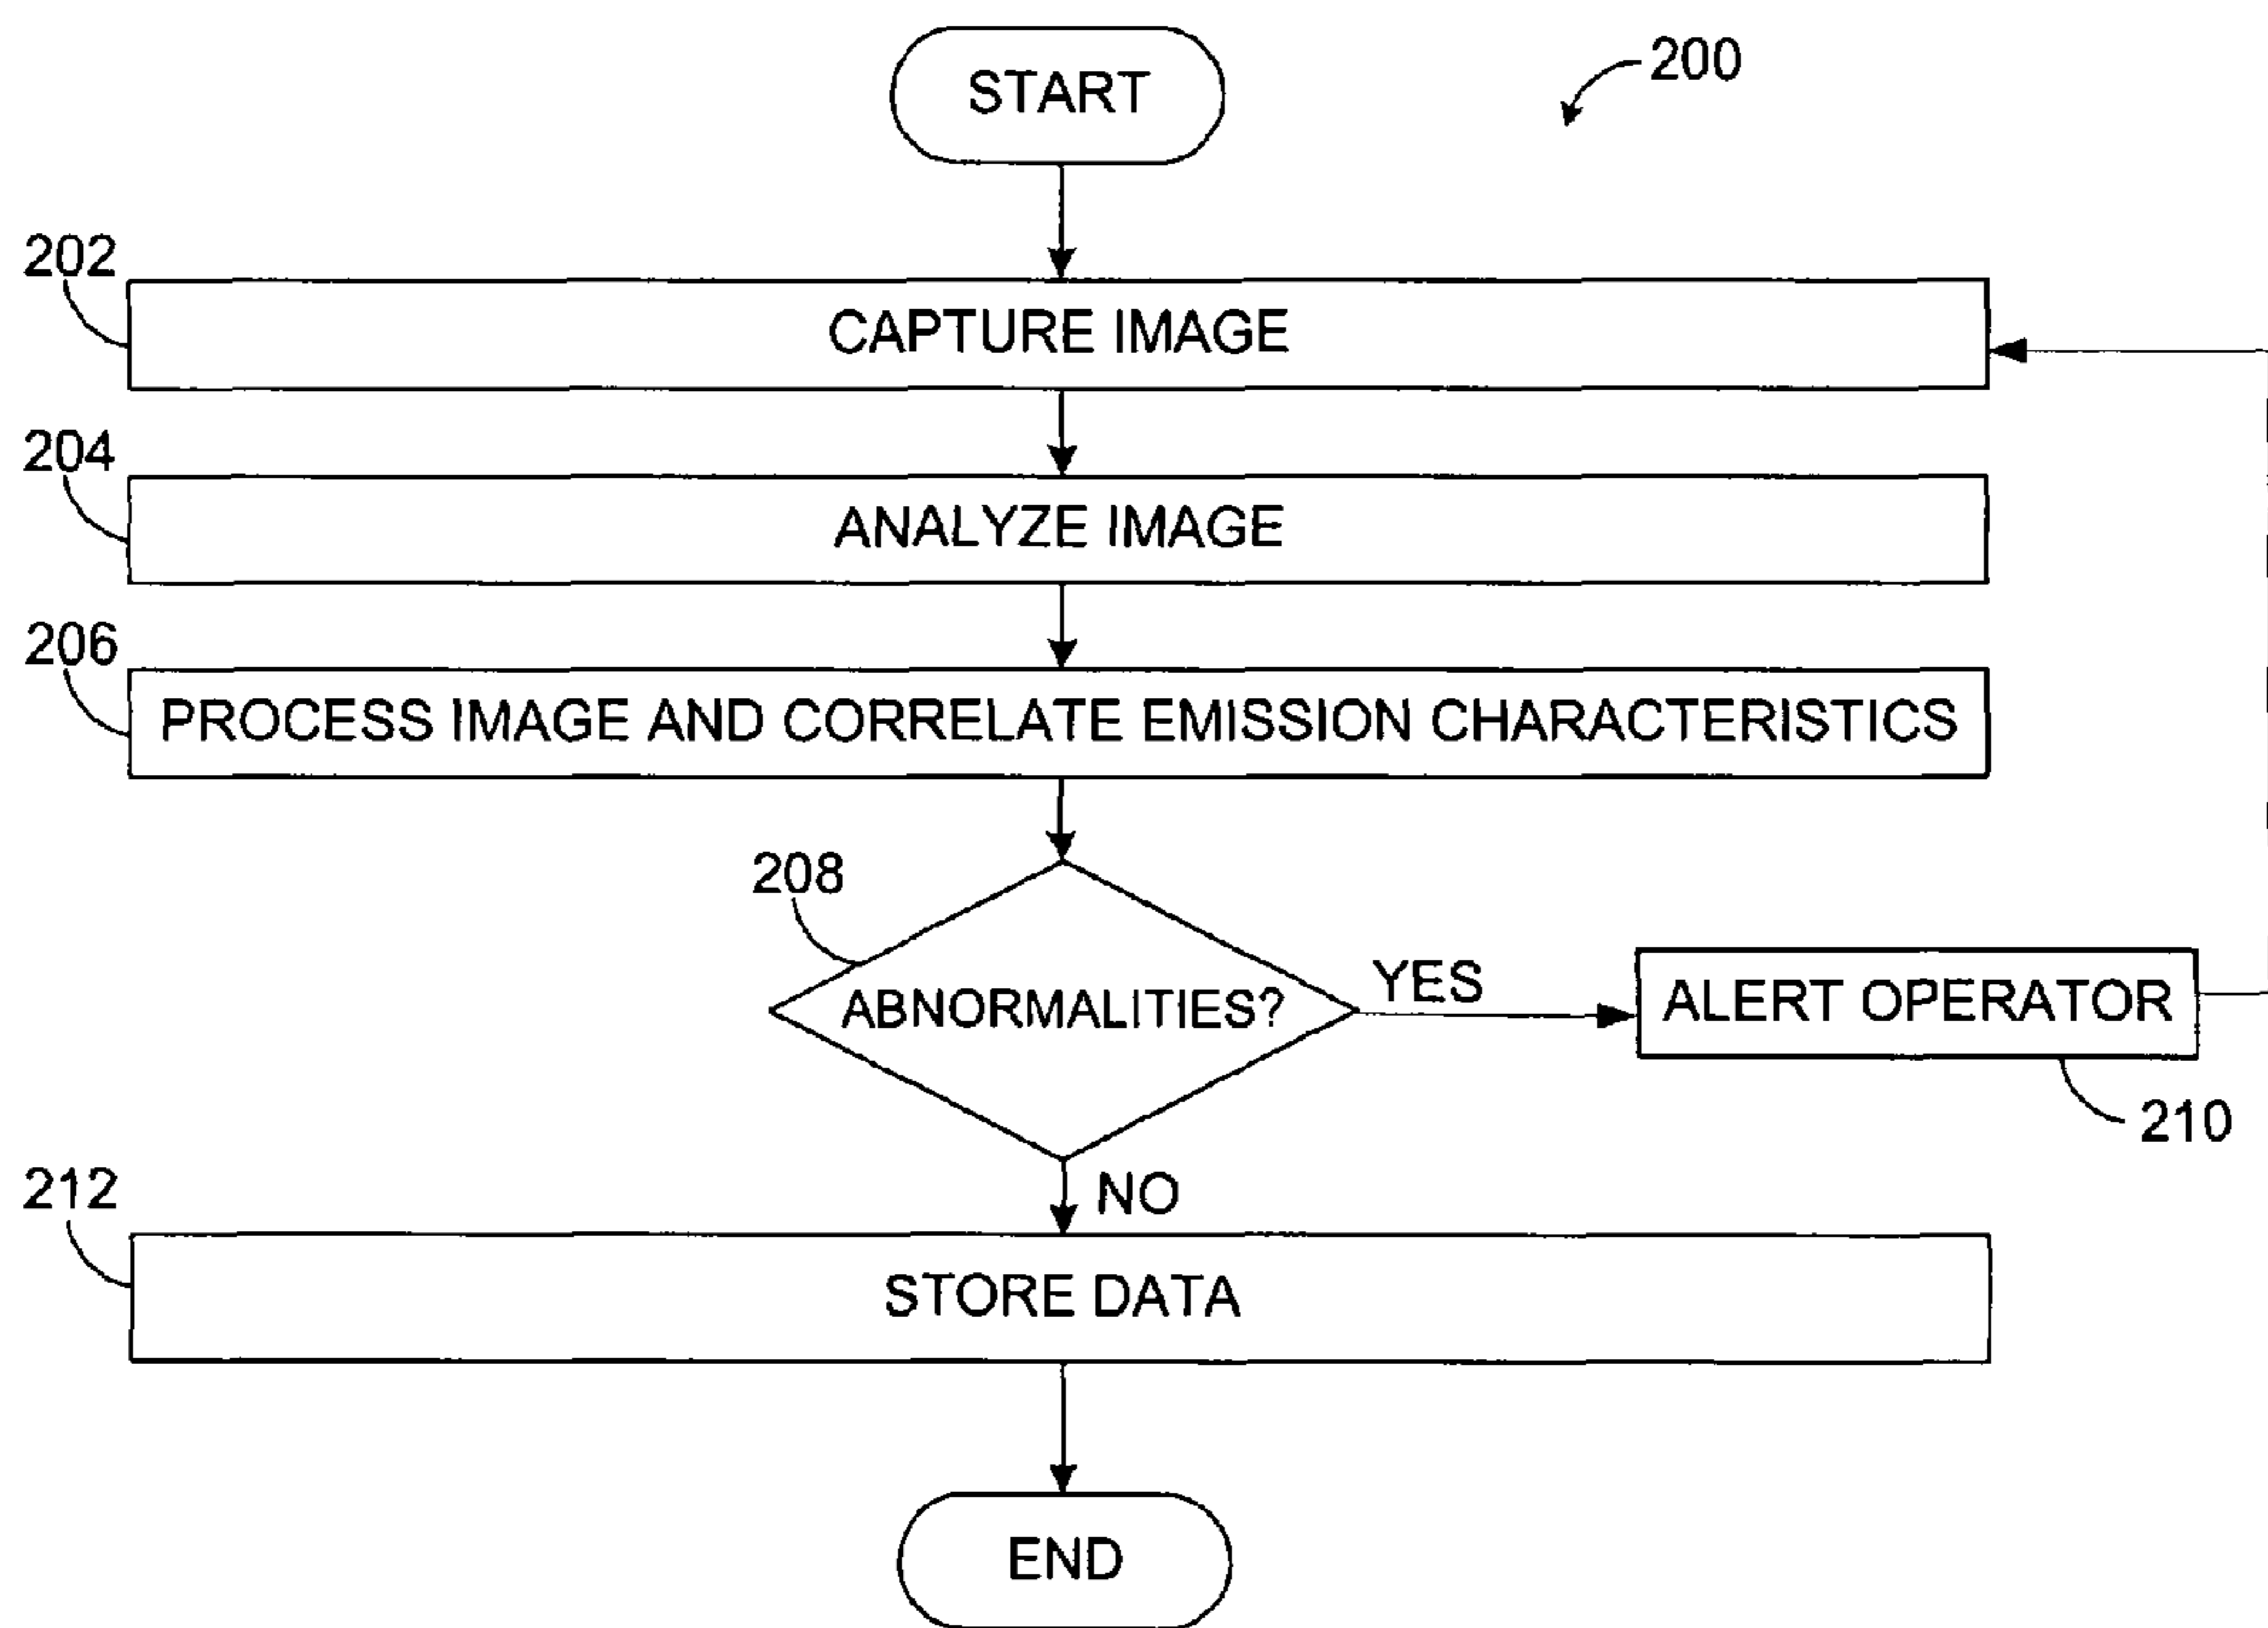 START
200
202
CAPTURE IMAGE
204
ANALYZE IMAGE
206
PROCESS IMAGE AND CORRELATE EMISSION CHARACTERISTICS
208
ABNORMALITIES?
YES
ALERT OPERATOR
210
NO
212
STORE DATA
END